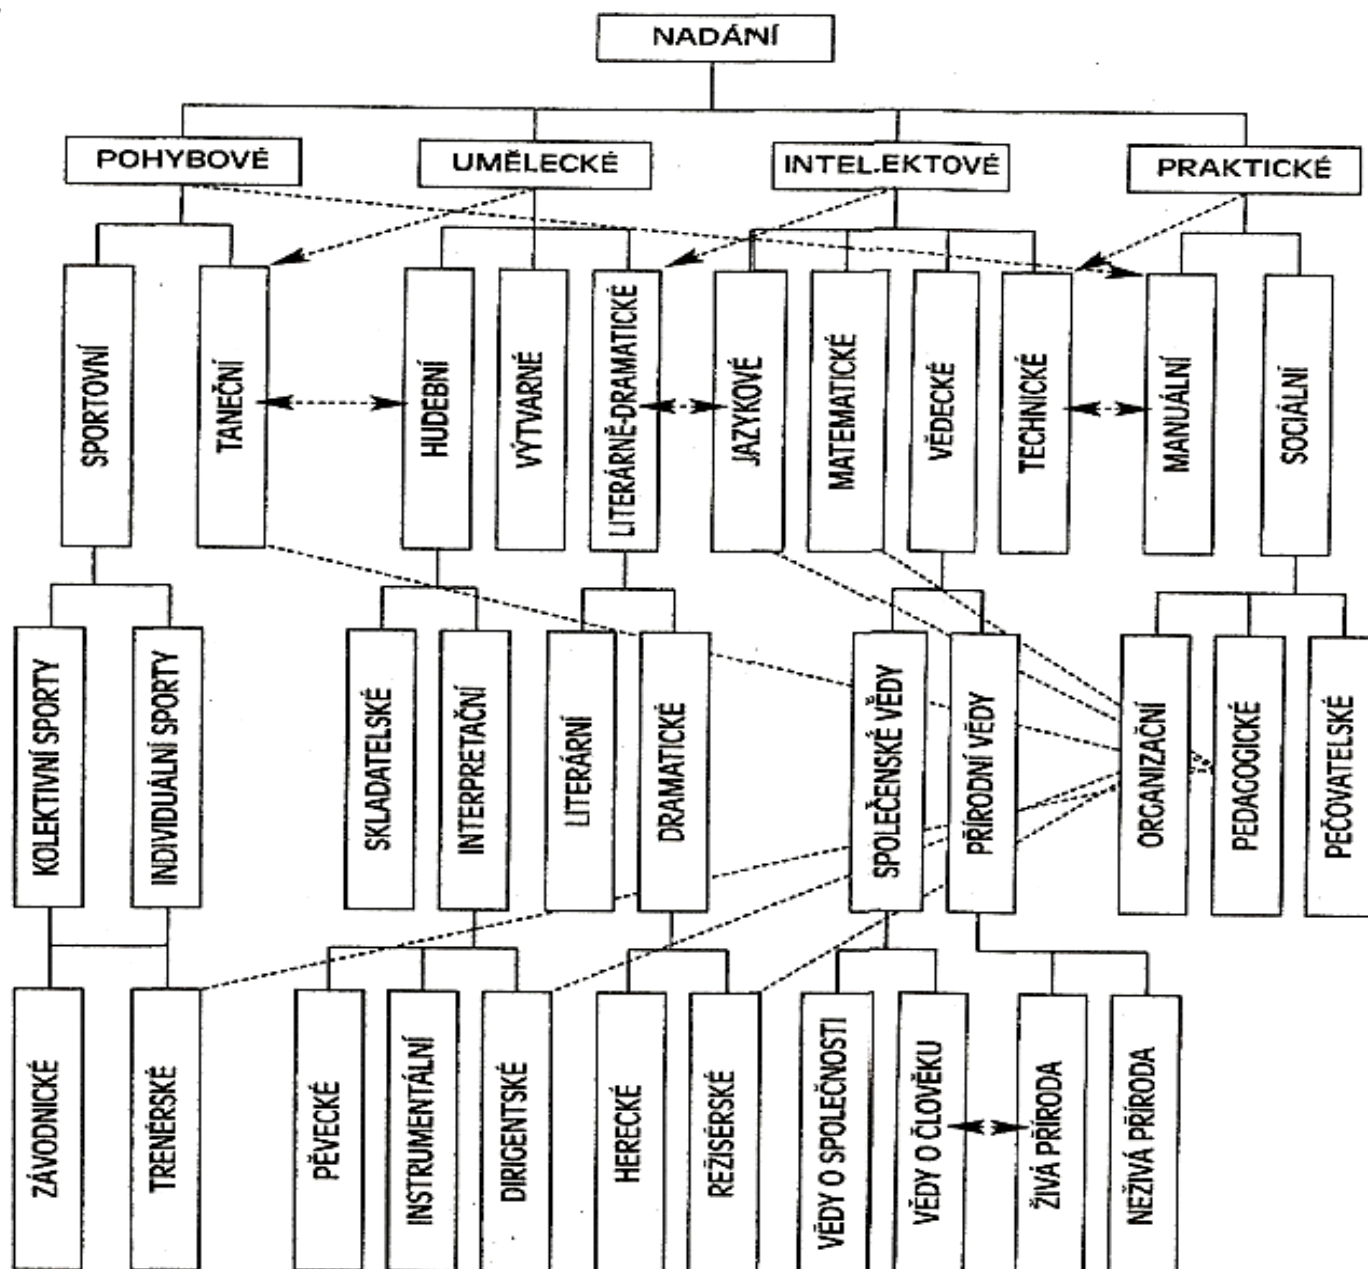 NADÁNÍ
POHYBOVÉ
UMĚLECKÉ
INTELEKTOVÉ
PRAKTICKÉ
SPORTOVNÍ
TANEČNÍ
HUDEBNÍ
VÝTVARNÉ
LITERÁRNĚ-DRAMATICKÉ
JAZYKOVÉ
MATEMATICKÉ
VĚDECKÉ
TECHNICKÉ
MANUÁLNÍ
SOCIÁLNÍ
KOLEKTIVNÍ SPORTY
INDIVIDUÁLNÍ SPORTY
SKLADATELSKÉ
INTERPRETAČNÍ
LITERÁRNÍ
DRAMATICKÉ
SPOLEČENSKÉ VĚDY
PŘÍRODNÍ VĚDY
ORGANIZAČNÍ
PEDAGOGICKÉ
PEČOVATELSKÉ
ZÁVODNICKÉ
TRENÉRSKÉ
PĚVECKÉ
INSTRUMENTÁLNÍ
DIRIGENTSKÉ
HERECKÉ
REŽISÉRSKÉ
VĚDY O SPOLEČNOSTI
VĚDY O ČLOVĚKU
ŽIVÁ PŘÍRODA
NEŽIVÁ PŘÍRODA